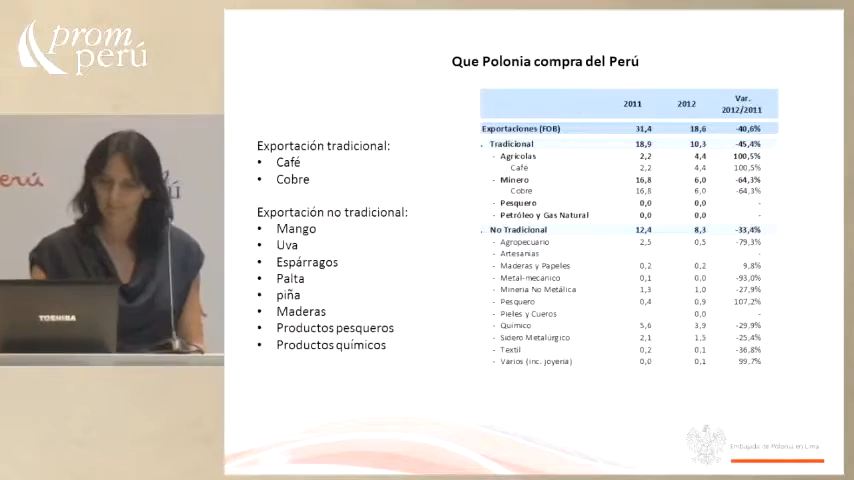 prom
perú
erú
ú
TOSHIBA
Que Polonia compra del Perú
Exportación tradicional:
• Café
• Cobre
Exportación no tradicional:
• Mango
• Uva
• Espárragos
• Palta
• piña
• Maderas
• Productos pesqueros
• Productos químicos
2011 2012 Var. 2012/2011
Exportaciones (FOB) 31,4 18,6 -40,6%
. Tradicional 18,9 10,3 -45,4%
- Agrícolas 2,2 4,4 100,5%
Cafe 2,2 4,4 100,5%
- Minero 16,8 6,0 -64,3%
Cobre 16,8 6,0 -64,3%
- Pesquero 0,0 0,0 -
- Petróleo y Gas Natural 0,0 0,0 -
. No Tradicional 12,4 8,3 -33,4%
- Agropecuario 2,5 0,5 -79,3%
- Artesanias -
- Maderas y Papeles 0,2 0,2 9,8%
- Metal-mecanico 0,1 0,0 -93,0%
- Mineria No Metálica 1,3 1,0 -27,9%
- Pesquero 0,4 0,9 107,2%
- Pieles y Cueros 0,0 -
- Químico 5,6 3,9 -29,9%
- Sidero Metalúrgico 2,1 1,5 -25,4%
- Textil 0,2 0,1 -36,8%
- Varios (inc. joyería) 0,0 0,1 99,7%
Embajada de Polonia en Lima